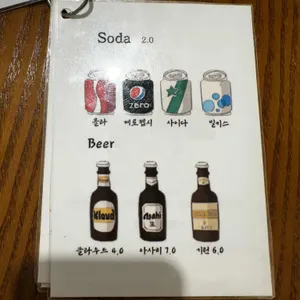 Soda 2.0
ZERO
콜라 제로펩시 사이다 밀키스
Beer
Kloud Asahi
클라우드 4.0 아사히 7.0 기린 6.0